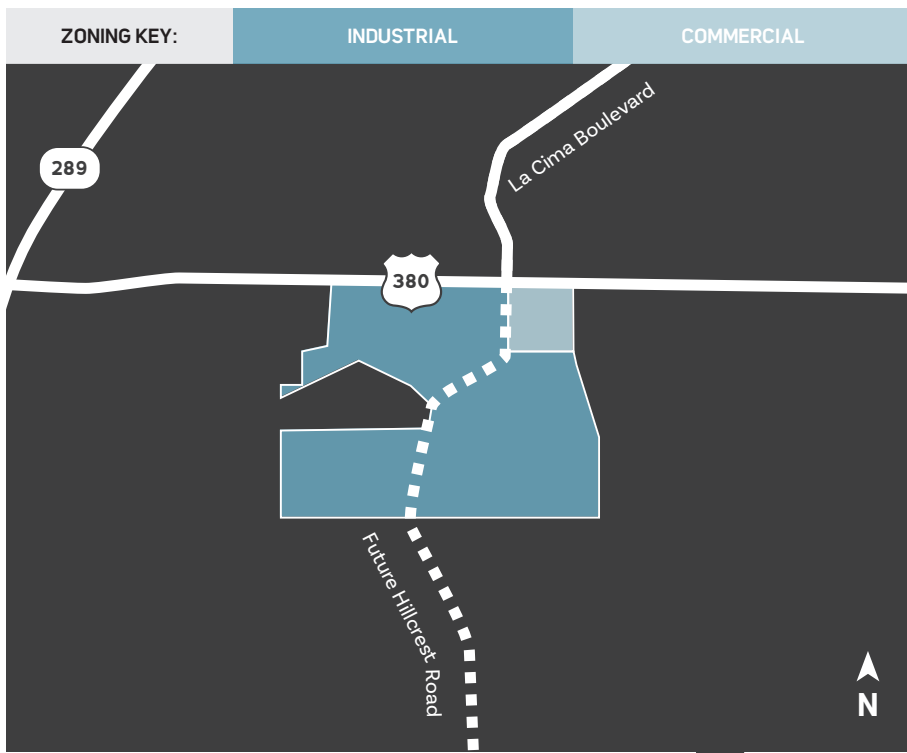 ZONING KEY:
INDUSTRIAL
COMMERCIAL
La Cima Boulevard
289
380
Future Hillcrest Road
N